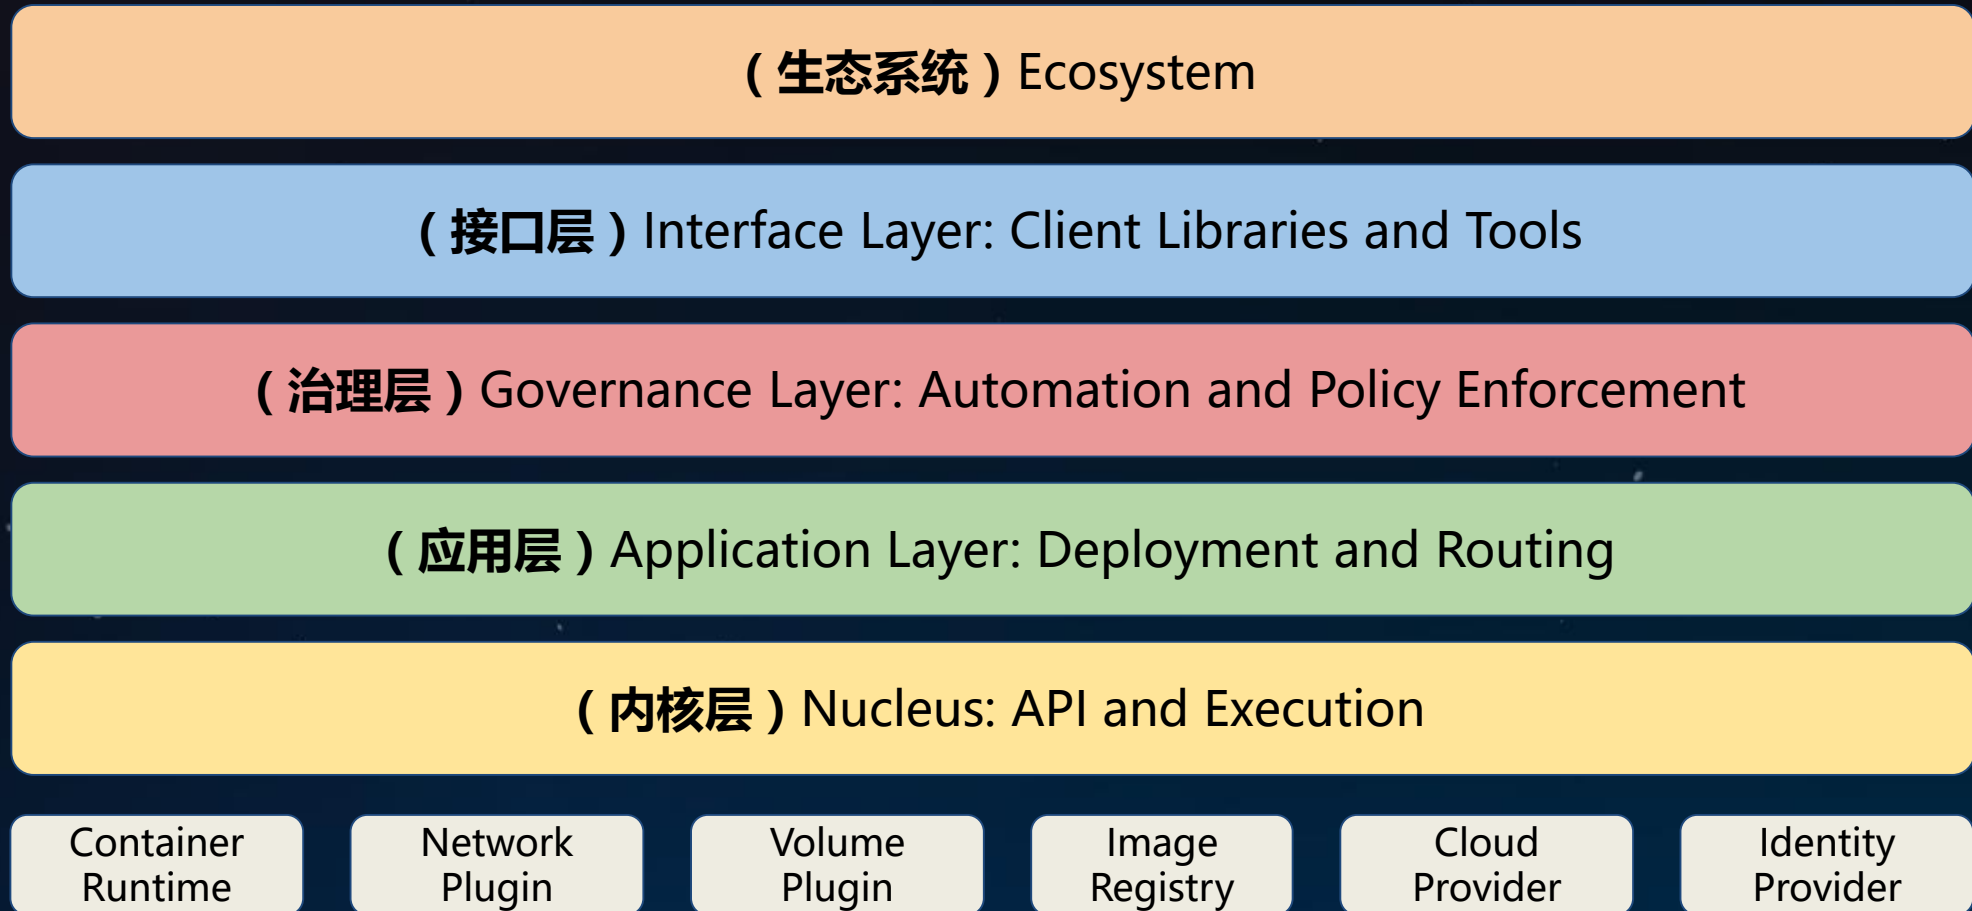 （生态系统）Ecosystem
（接口层）Interface Layer: Client Libraries and Tools
（治理层）Governance Layer: Automation and Policy Enforcement
（应用层）Application Layer: Deployment and Routing
（内核层）Nucleus: API and Execution
Container
Runtime
Network
Plugin
Volume
Plugin
Image
Registry
Cloud
Provider
Identity
Provider